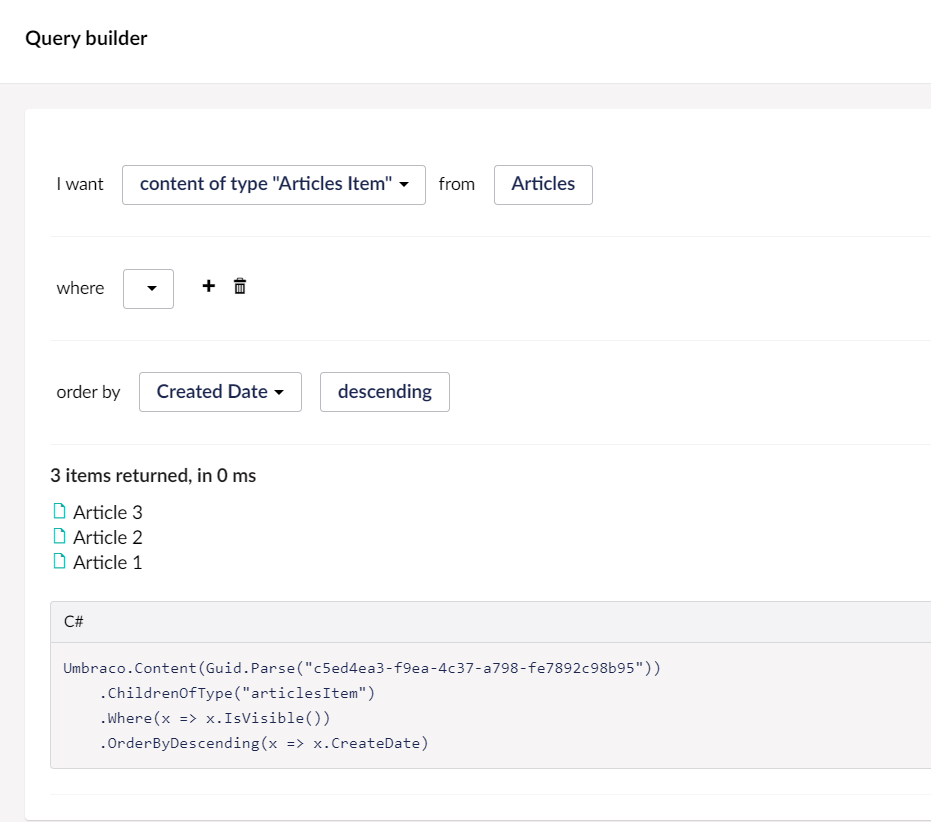 Query builder
I want content of type "Articles Item" from Articles
where
order by Created Date descending
3 items returned, in 0 ms
Article 3
Article 2
Article 1
C#
Umbraco.Content(Guid.Parse("c5ed4ea3-f9ea-4c37-a798-fe7892c98b95"))
    .ChildrenOfType("articlesItem")
    .Where(x => x.IsVisible())
    .OrderByDescending(x => x.CreateDate)